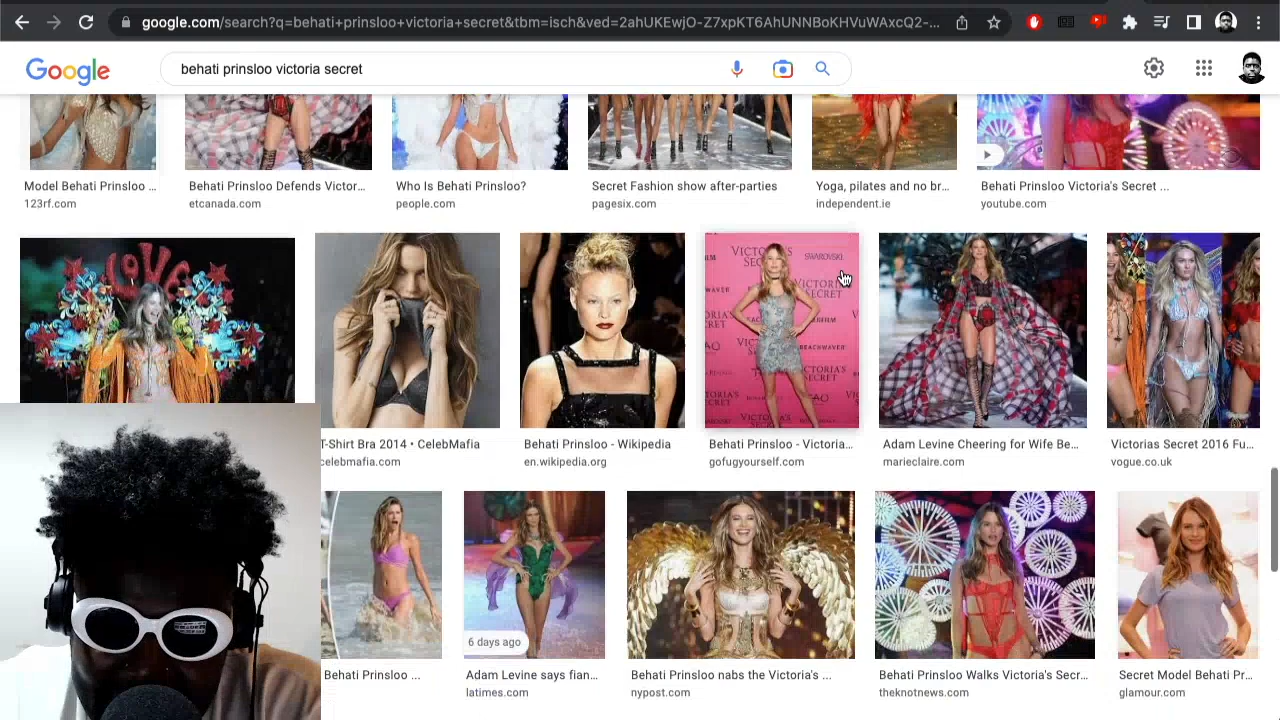 google.com/search?q=behati+prinsloo+victoria+secret&tbm=isch&ved=2ahUKEwjO-Z7xpKT6AhUNNBoKHVuWAxcQ2-...
Google
behati prinsloo victoria secret
Model Behati Prinsloo ...
Behati Prinsloo Defends Victor...
Who Is Behati Prinsloo?
Secret Fashion show after-parties
Yoga, pilates and no br...
Behati Prinsloo Victoria's Secret ...
123rf.com
etcanada.com
people.com
pagesix.com
independent.ie
youtube.com
LOVE
VICTORIA'S
SECRET
SWAROVSKI
BEACHWAVER
T-Shirt Bra 2014 • CelebMafia
Behati Prinsloo - Wikipedia
Behati Prinsloo - Victoria...
Adam Levine Cheering for Wife Be...
Victorias Secret 2016 Fu...
celebmafia.com
en.wikipedia.org
gofugyourself.com
marieclaire.com
vogue.co.uk
6 days ago
Behati Prinsloo ...
Adam Levine says fian...
Behati Prinsloo nabs the Victoria's ...
Behati Prinsloo Walks Victoria's Secr...
Secret Model Behati Pr...
latimes.com
nypost.com
theknotnews.com
glamour.com